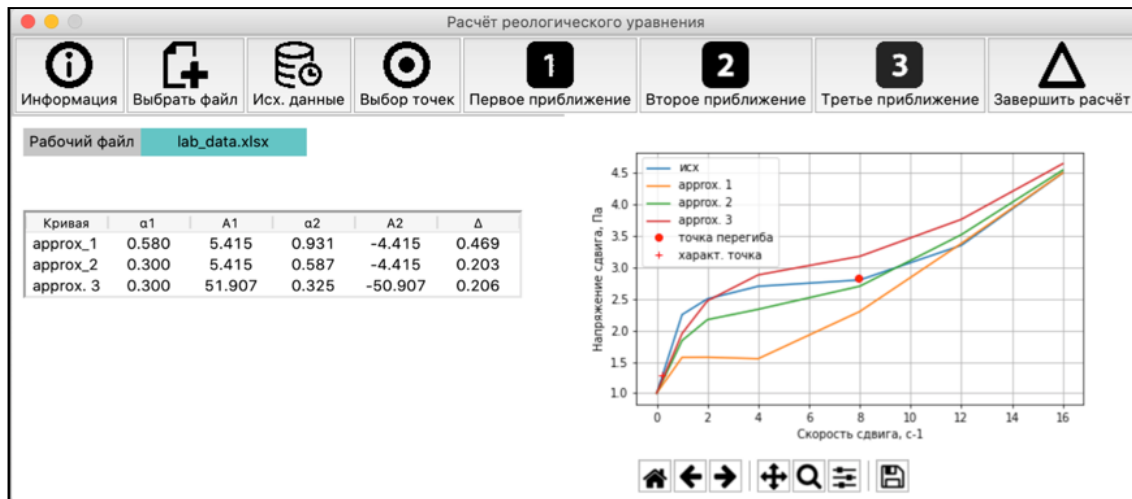 Расчёт реологического уравнения
Информация Выбрать файл Исх. данные Выбор точек Первое приближение Второе приближение Третье приближение Завершить расчёт
1 2 3
Рабочий файл lab_data.xlsx
Кривая α1 A1 α2 A2 Δ
approx_1 0.580 5.415 0.931 -4.415 0.469
approx_2 0.300 5.415 0.587 -4.415 0.203
approx. 3 0.300 51.907 0.325 -50.907 0.206
исх
approx. 1
approx. 2
approx. 3
точка перегиба
характ. точка
Напряжение сдвига, Па
4.5
4.0
3.5
3.0
2.5
2.0
1.5
1.0
0 2 4 6 8 10 12 14 16
Скорость сдвига, с-1